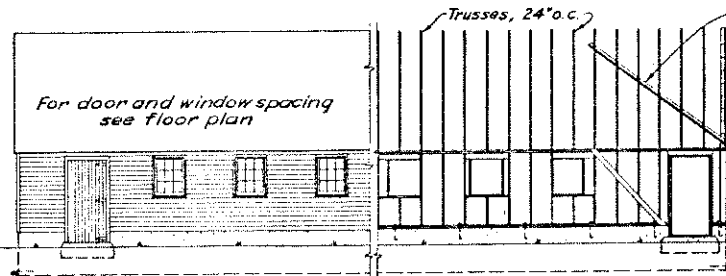 Trusses, 24" o.c.
For door and window spacing
see floor plan